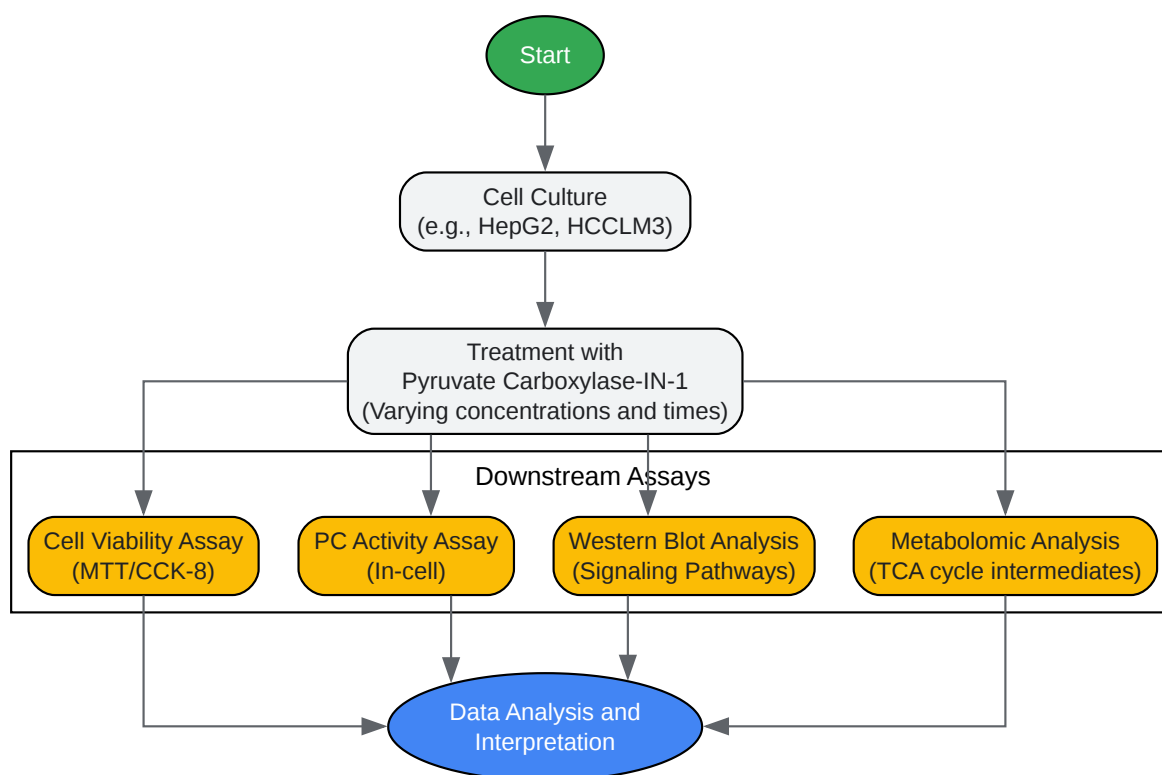 Start
Cell Culture
(e.g., HepG2, HCCLM3)
Treatment with
Pyruvate Carboxylase-IN-1
(Varying concentrations and times)
Downstream Assays
Cell Viability Assay
(MTT/CCK-8)
PC Activity Assay
(In-cell)
Western Blot Analysis
(Signaling Pathways)
Metabolomic Analysis
(TCA cycle intermediates)
Data Analysis and
Interpretation